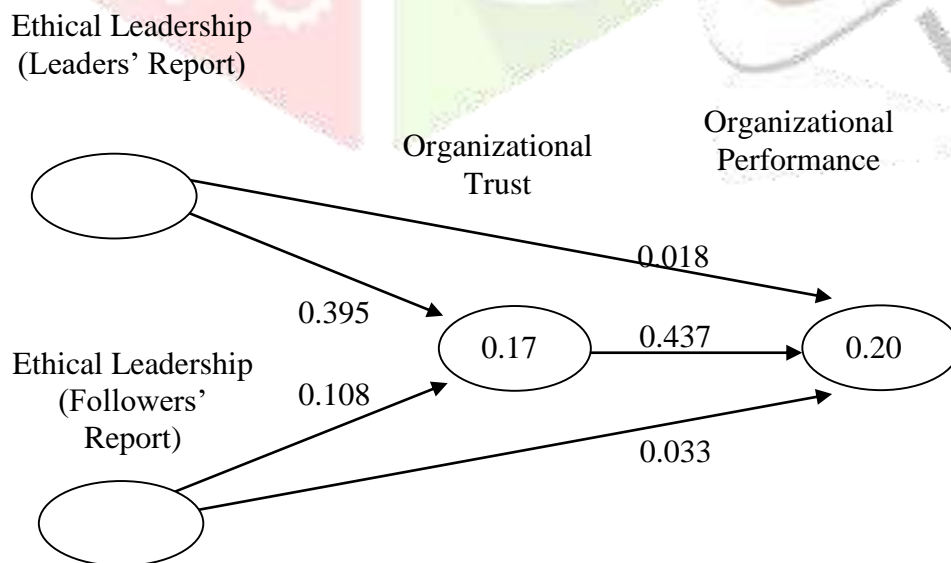 Ethical Leadership
(Leaders’ Report)
Organizational
Trust
Organizational
Performance
0.018
0.395
0.17
0.437
0.20
Ethical Leadership
(Followers’
Report)
0.108
0.033